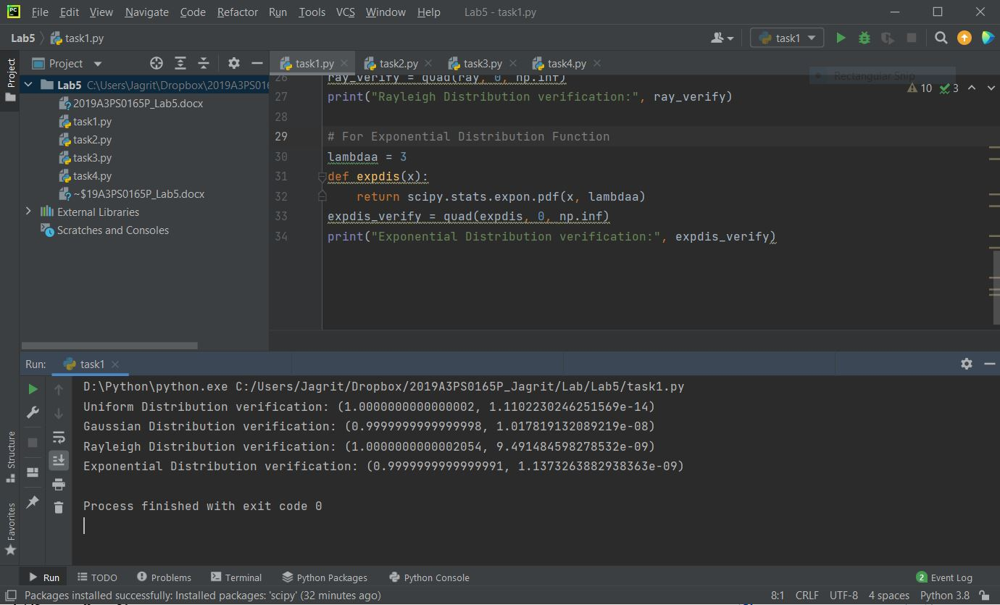 File Edit View Navigate Code Refactor Run Tools VCS Window Help Lab5 - task1.py
Lab5 task1.py task1
Project
Project task1.py task2.py task3.py task4.py
Rectangular Snip
10 3
Lab5 C:\Users\Jagrit\Dropbox\2019A3PS016
2019A3PS0165P_Lab5.docx
task1.py
task2.py
task3.py
task4.py
~$19A3PS0165P_Lab5.docx
External Libraries
Scratches and Consoles
26 ray_verify = quad(ray, 0, np.inf)
27 print("Rayleigh Distribution verification:", ray_verify)
28
29 # For Exponential Distribution Function
30 lambdaa = 3
31 def expdis(x):
32 return scipy.stats.expon.pdf(x, lambdaa)
33 expdis_verify = quad(expdis, 0, np.inf)
34 print("Exponential Distribution verification:", expdis_verify)
Run: task1
D:\Python\python.exe C:/Users/Jagrit/Dropbox/2019A3PS0165P_Jagrit/Lab/Lab5/task1.py
Uniform Distribution verification: (1.0000000000000002, 1.1102230246251569e-14)
Gaussian Distribution verification: (0.9999999999999998, 1.017819132089219e-08)
Rayleigh Distribution verification: (1.0000000000002054, 9.491484598278532e-09)
Exponential Distribution verification: (0.9999999999999991, 1.1373263882938363e-09)
Process finished with exit code 0
Structure
Favorites
Run TODO Problems Terminal Python Packages Python Console 2 Event Log
Packages installed successfully: Installed packages: 'scipy' (32 minutes ago) 8:1 CRLF UTF-8 4 spaces Python 3.8